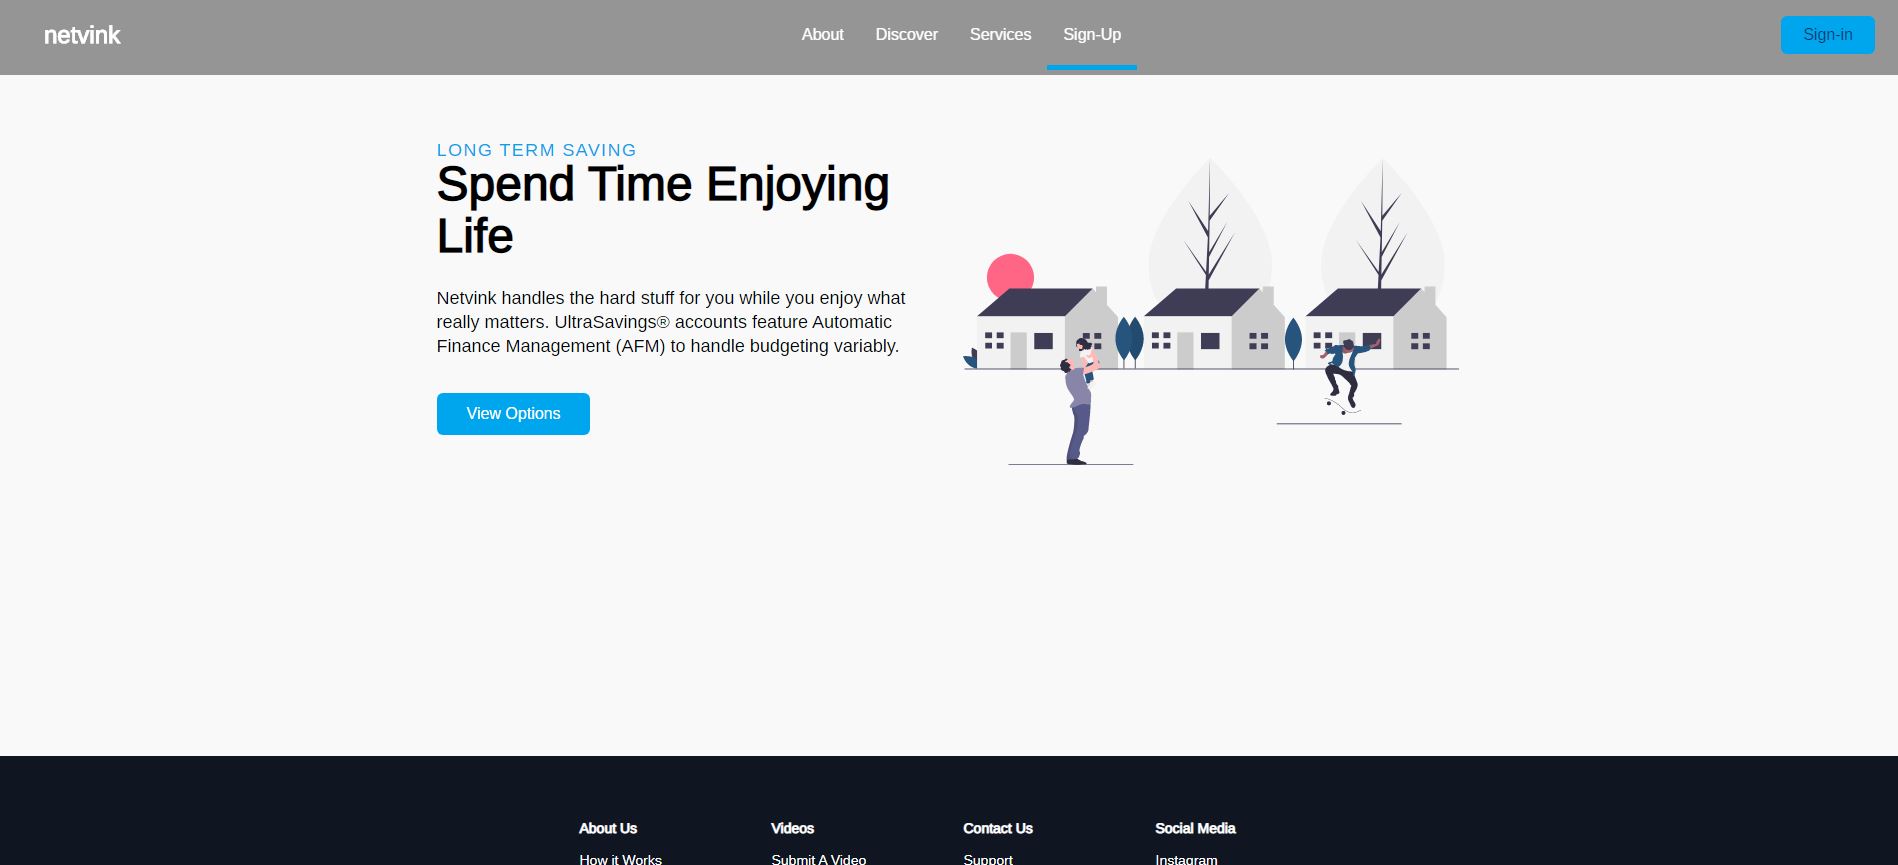 netvink
About
Discover
Services
Sign-Up
Sign-in
LONG TERM SAVING
Spend Time Enjoying
Life
Netvink handles the hard stuff for you while you enjoy what
really matters. UltraSavings® accounts feature Automatic
Finance Management (AFM) to handle budgeting variably.
View Options
About Us
Videos
Contact Us
Social Media
How it Works
Submit A Video
Support
Instagram